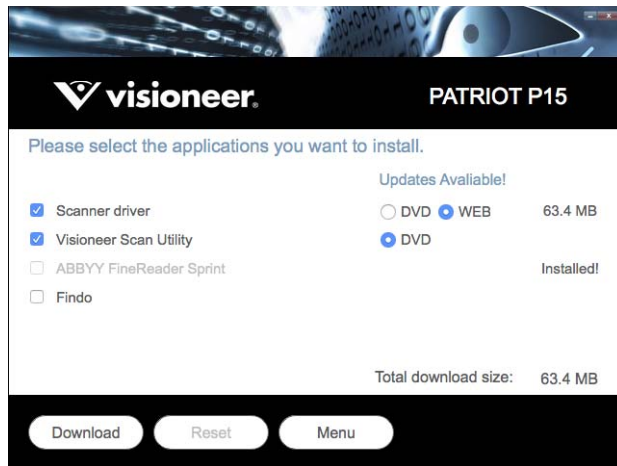 visioneer®
PATRIOT P15
Please select the applications you want to install.
Updates Avaliable!
Scanner driver DVD WEB 63.4 MB
Visioneer Scan Utility DVD
ABBYY FineReader Sprint Installed!
Findo
Total download size: 63.4 MB
Download Reset Menu